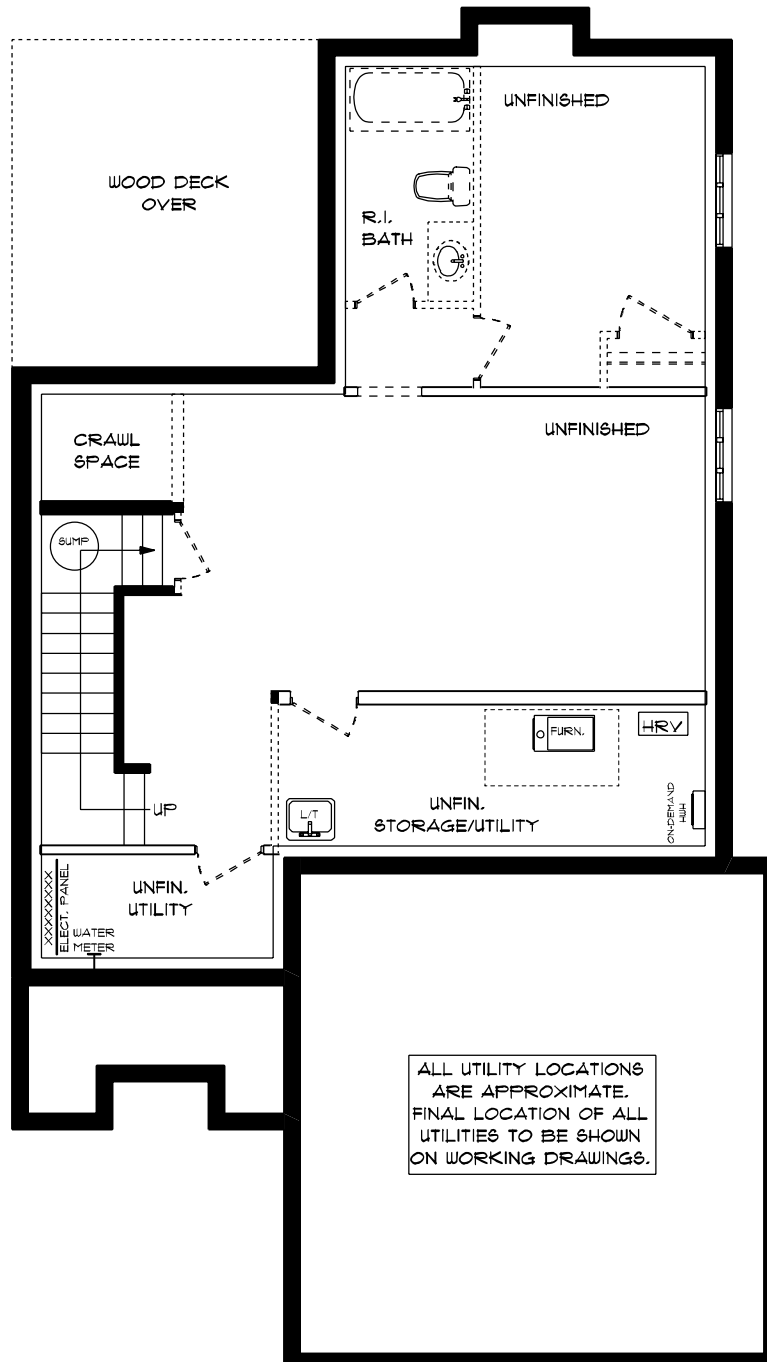 UNFINISHED
WOOD DECK
OVER
R.I.
BATH
UNFINISHED
CRAWL
SPACE
SUMP
FURN.
HRV
ON-DEMAND
HWH
UP
L/T
UNFIN.
STORAGE/UTILITY
UNFIN.
UTILITY
XXXXXXXXX
ELECT. PANEL
WATER
METER
ALL UTILITY LOCATIONS
ARE APPROXIMATE.
FINAL LOCATION OF ALL
UTILITIES TO BE SHOWN
ON WORKING DRAWINGS.